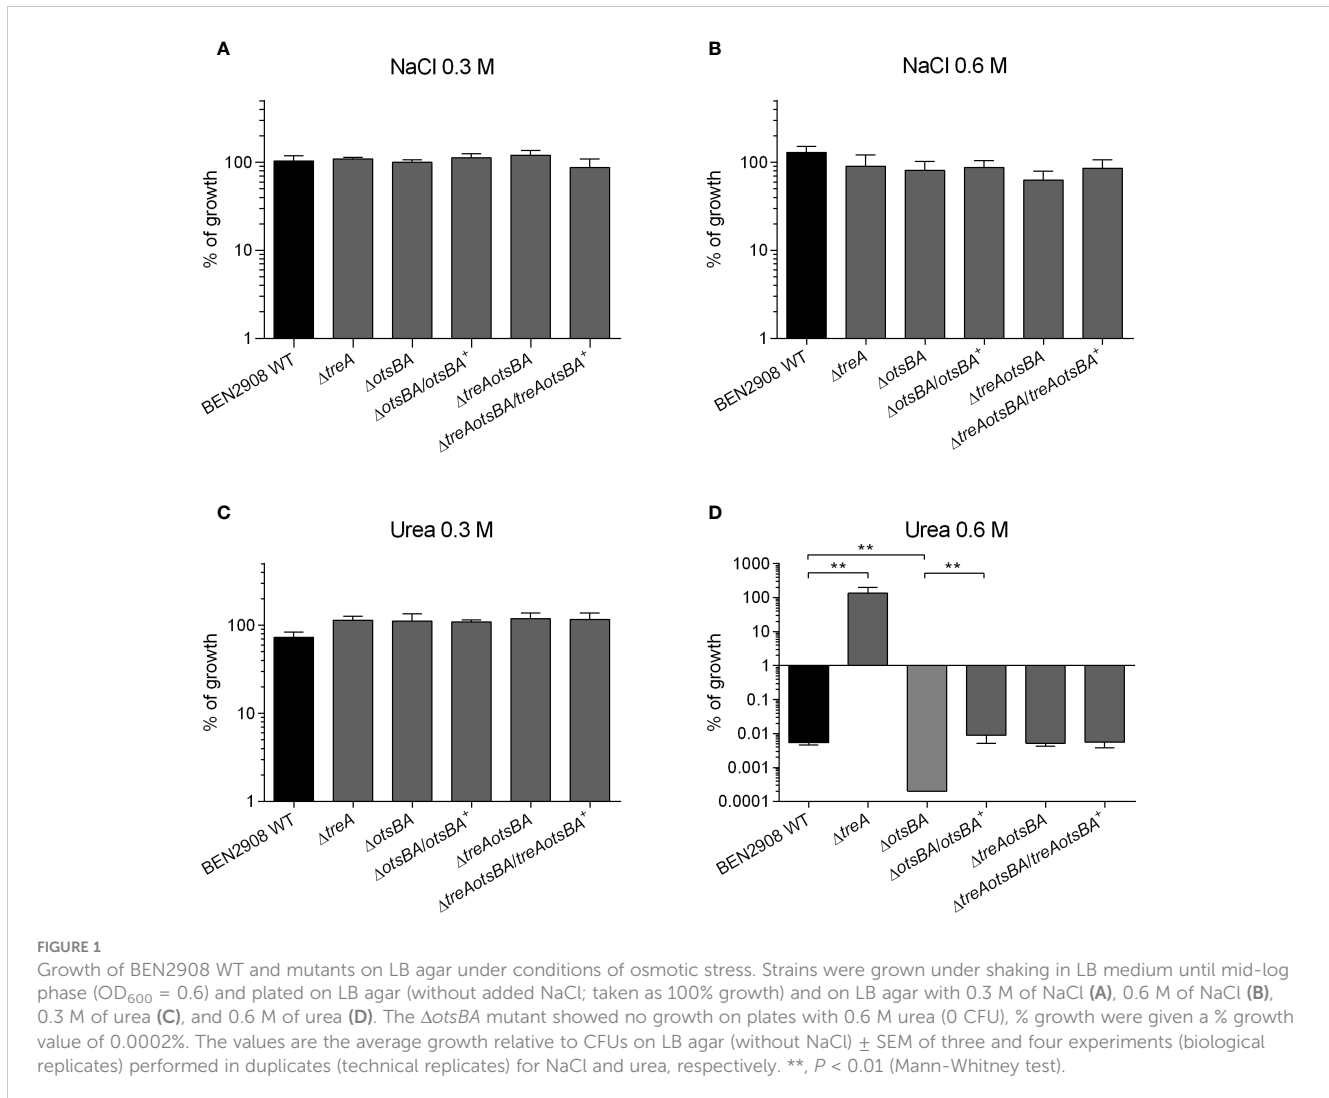 A
NaCl 0.3 M
% of growth
100
10
1
BEN2908 WT
ΔtreA
ΔotsBA
ΔotsBA/otsBA+
ΔtreAotsBA
ΔtreAotsBA/treAotsBA+
B
NaCl 0.6 M
% of growth
100
10
1
BEN2908 WT
ΔtreA
ΔotsBA
ΔotsBA/otsBA+
ΔtreAotsBA
ΔtreAotsBA/treAotsBA+
C
Urea 0.3 M
% of growth
100
10
1
BEN2908 WT
ΔtreA
ΔotsBA
ΔotsBA/otsBA+
ΔtreAotsBA
ΔtreAotsBA/treAotsBA+
D
Urea 0.6 M
**
** **
% of growth
1000
100
10
1
0.1
0.01
0.001
0.0001
BEN2908 WT
ΔtreA
ΔotsBA
ΔotsBA/otsBA+
ΔtreAotsBA
ΔtreAotsBA/treAotsBA+
FIGURE 1
Growth of BEN2908 WT and mutants on LB agar under conditions of osmotic stress. Strains were grown under shaking in LB medium until mid-log
phase (OD600 = 0.6) and plated on LB agar (without added NaCl; taken as 100% growth) and on LB agar with 0.3 M of NaCl (A), 0.6 M of NaCl (B),
0.3 M of urea (C), and 0.6 M of urea (D). The ΔotsBA mutant showed no growth on plates with 0.6 M urea (0 CFU), % growth were given a % growth
value of 0.0002%. The values are the average growth relative to CFUs on LB agar (without NaCl) ± SEM of three and four experiments (biological
replicates) performed in duplicates (technical replicates) for NaCl and urea, respectively. **, P < 0.01 (Mann-Whitney test).